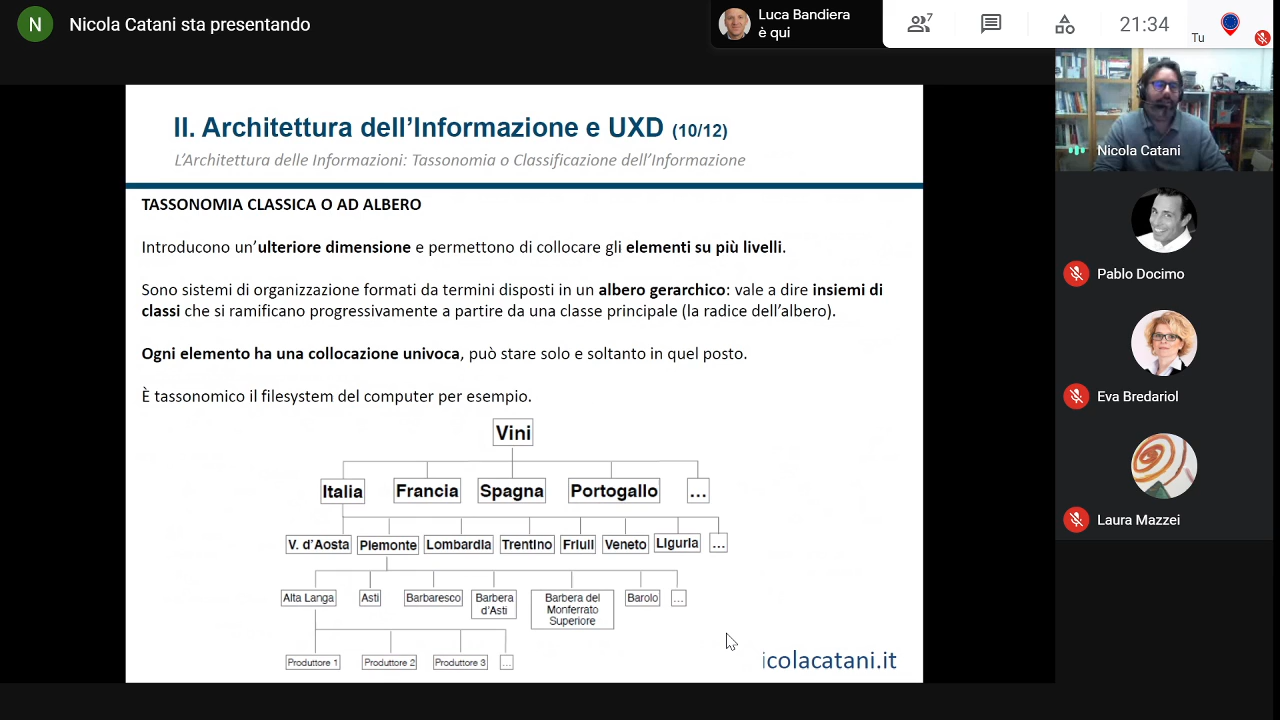 N Nicola Catani sta presentando
Luca Bandiera
è qui
7
21:34
Tu
II. Architettura dell'Informazione e UXD (10/12)
L'Architettura delle Informazioni: Tassonomia o Classificazione dell'Informazione
TASSONOMIA CLASSICA O AD ALBERO
Introducono un'ulteriore dimensione e permettono di collocare gli elementi su più livelli.
Sono sistemi di organizzazione formati da termini disposti in un albero gerarchico: vale a dire insiemi di
classi che si ramificano progressivamente a partire da una classe principale (la radice dell'albero).
Ogni elemento ha una collocazione univoca, può stare solo e soltanto in quel posto.
È tassonomico il filesystem del computer per esempio.
Vini
Italia Francia Spagna Portogallo ...
V. d'Aosta Piemonte Lombardia Trentino Friuli Veneto Liguria ...
Alta Langa Asti Barbaresco Barbera d'Asti Barbera del Monferrato Superiore Barolo ...
Produttore 1 Produttore 2 Produttore 3 ...
icolacatani.it
Nicola Catani
Pablo Docimo
Eva Bredariol
Laura Mazzei